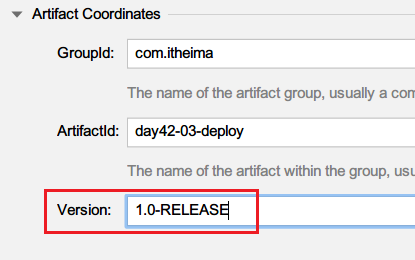 Artifact Coordinates
GroupId: com.itheima
The name of the artifact group, usually a com
ArtifactId: day42-03-deploy
The name of the artifact within the group, usu
Version: 1.0-RELEASE